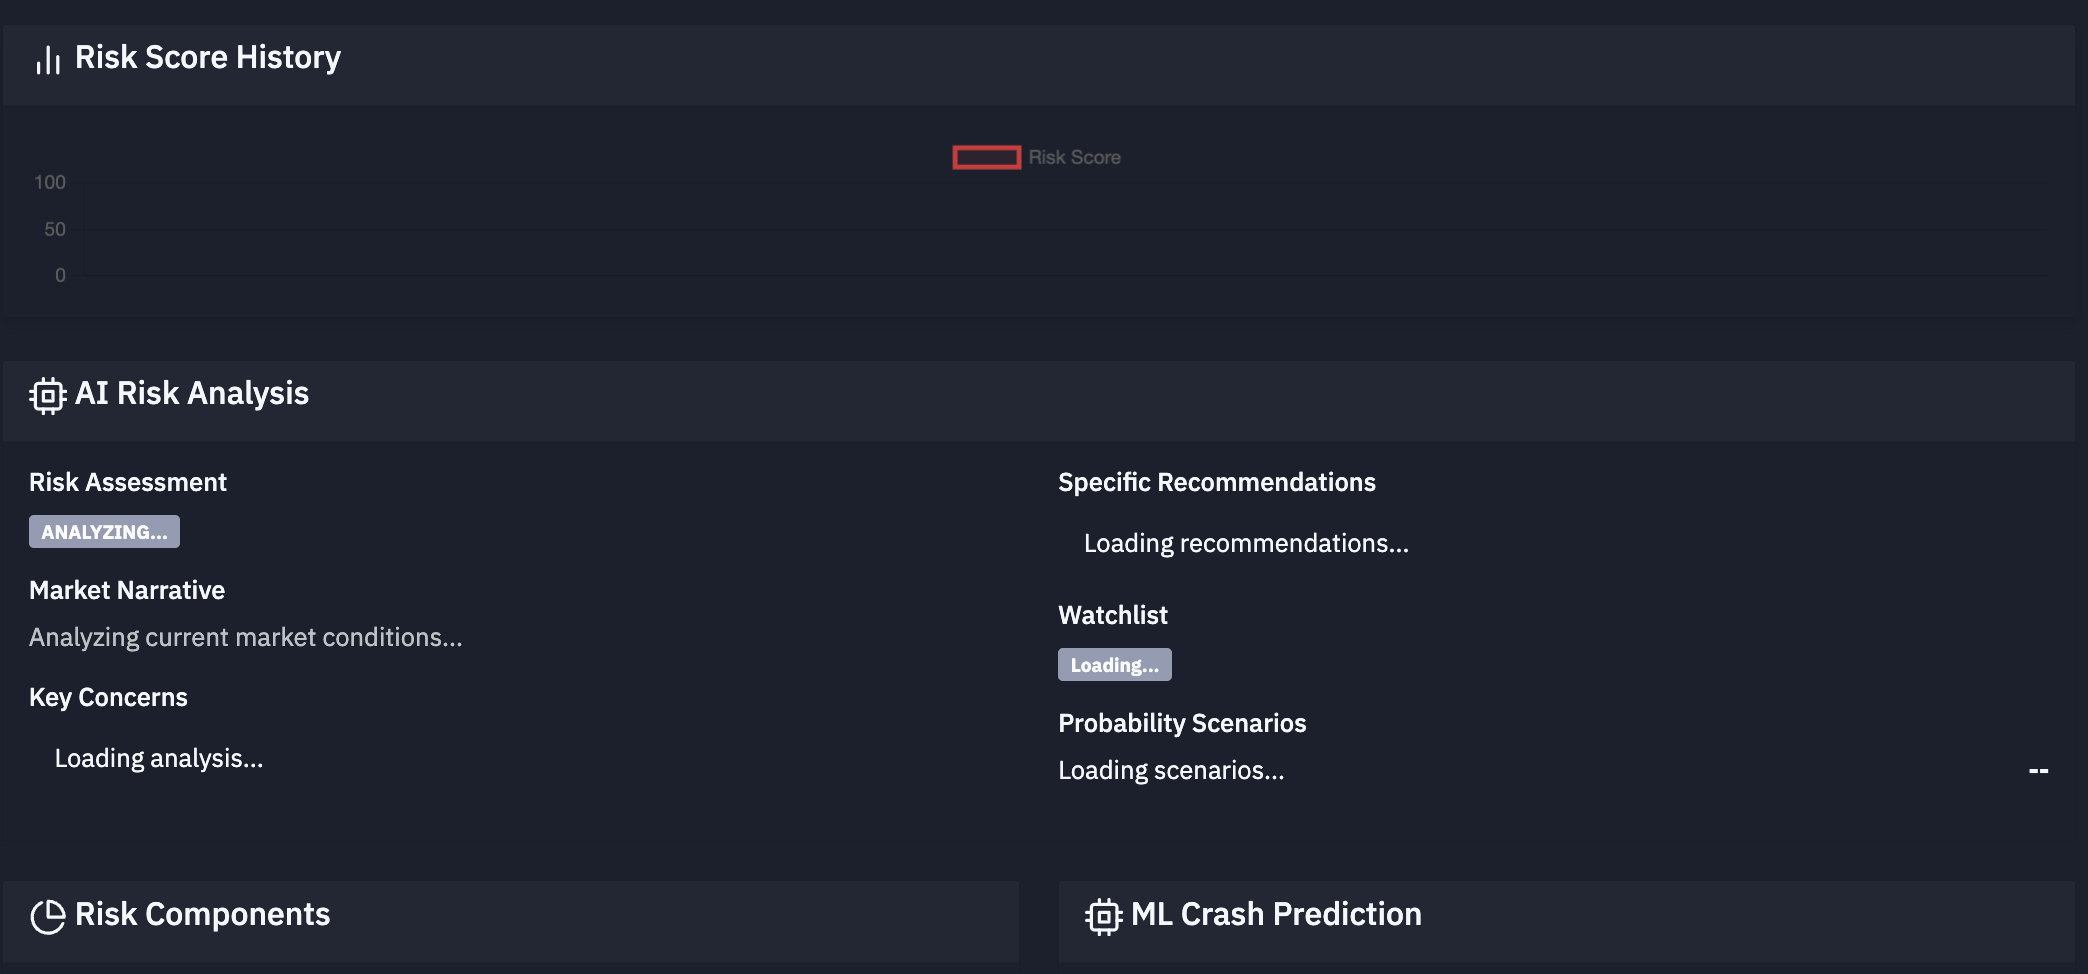 Risk Score History
Risk Score
100
50
0
AI Risk Analysis
Risk Assessment
ANALYZING...
Market Narrative
Analyzing current market conditions...
Key Concerns
Loading analysis...
Specific Recommendations
Loading recommendations...
Watchlist
Loading...
Probability Scenarios
Loading scenarios... --
Risk Components
ML Crash Prediction